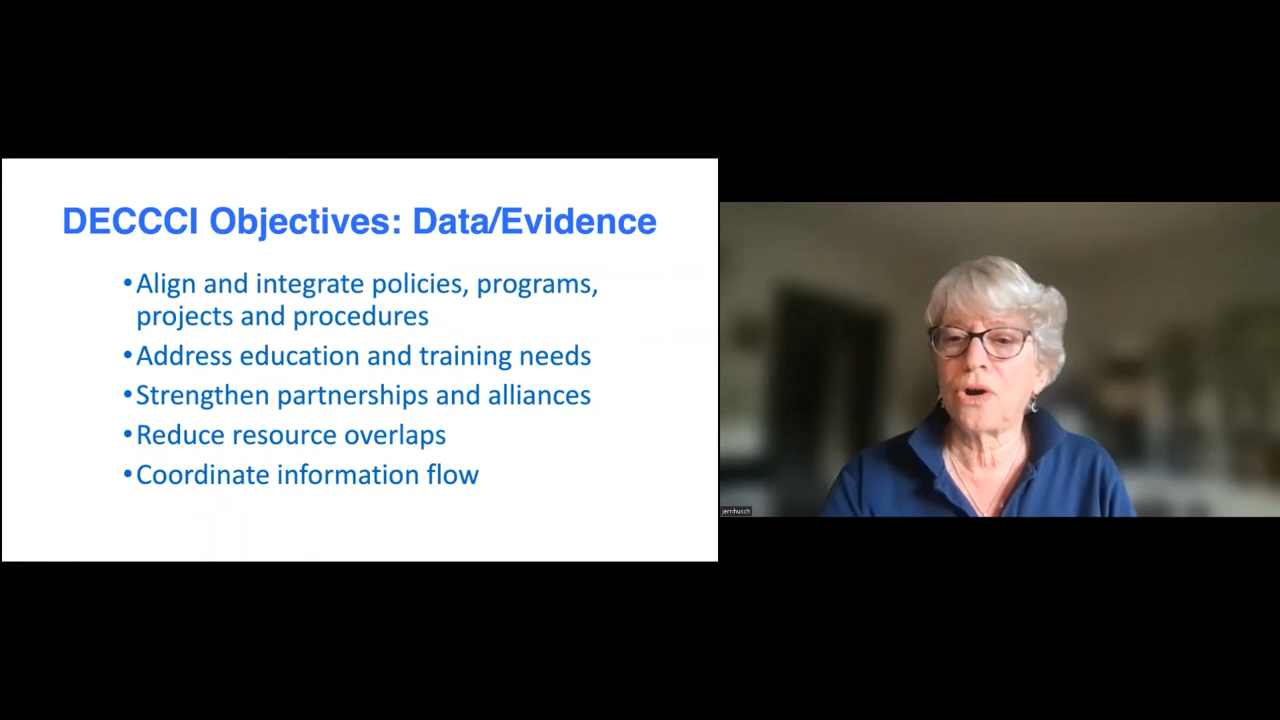 DECCCI Objectives: Data/Evidence
•Align and integrate policies, programs,
projects and procedures
•Address education and training needs
•Strengthen partnerships and alliances
•Reduce resource overlaps
•Coordinate information flow
jerrihusch